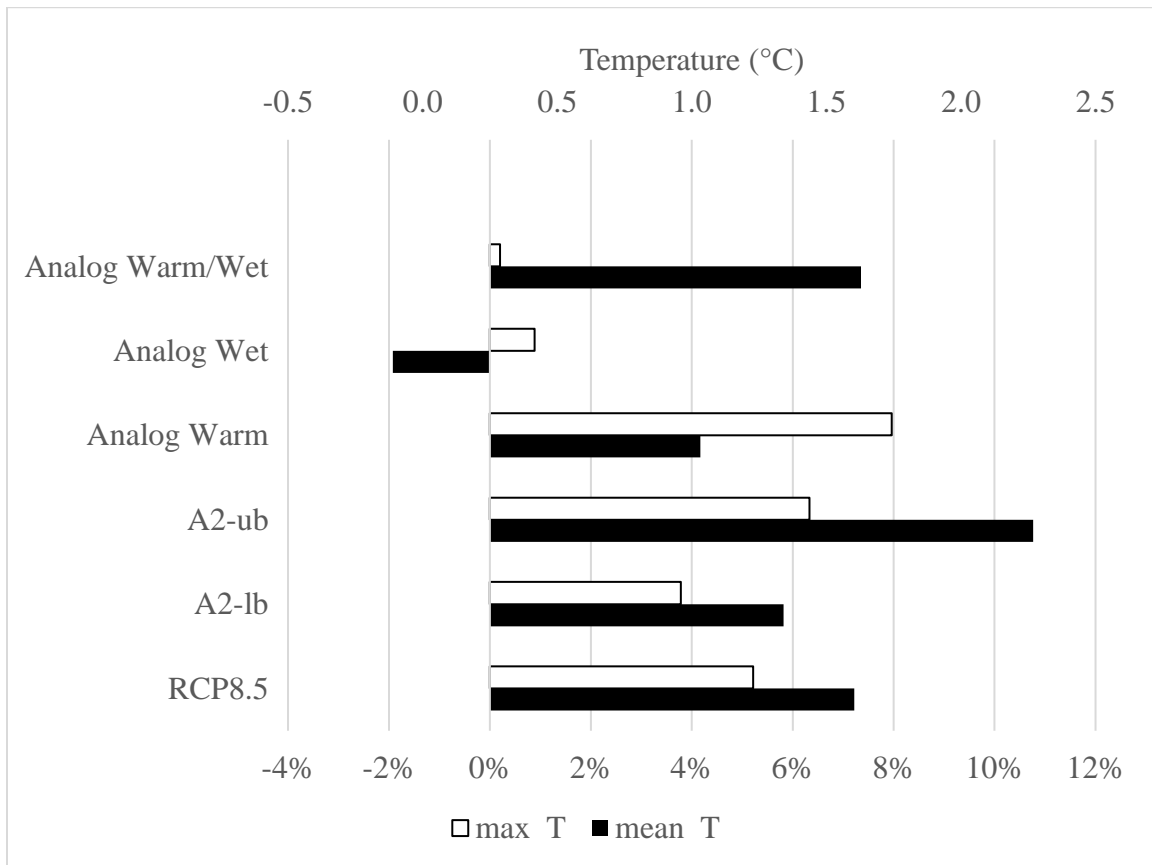 Temperature (°C)
-0.5 0.0 0.5 1.0 1.5 2.0 2.5
Analog Warm/Wet
Analog Wet
Analog Warm
A2-ub
A2-lb
RCP8.5
-4% -2% 0% 2% 4% 6% 8% 10% 12%
max T mean T